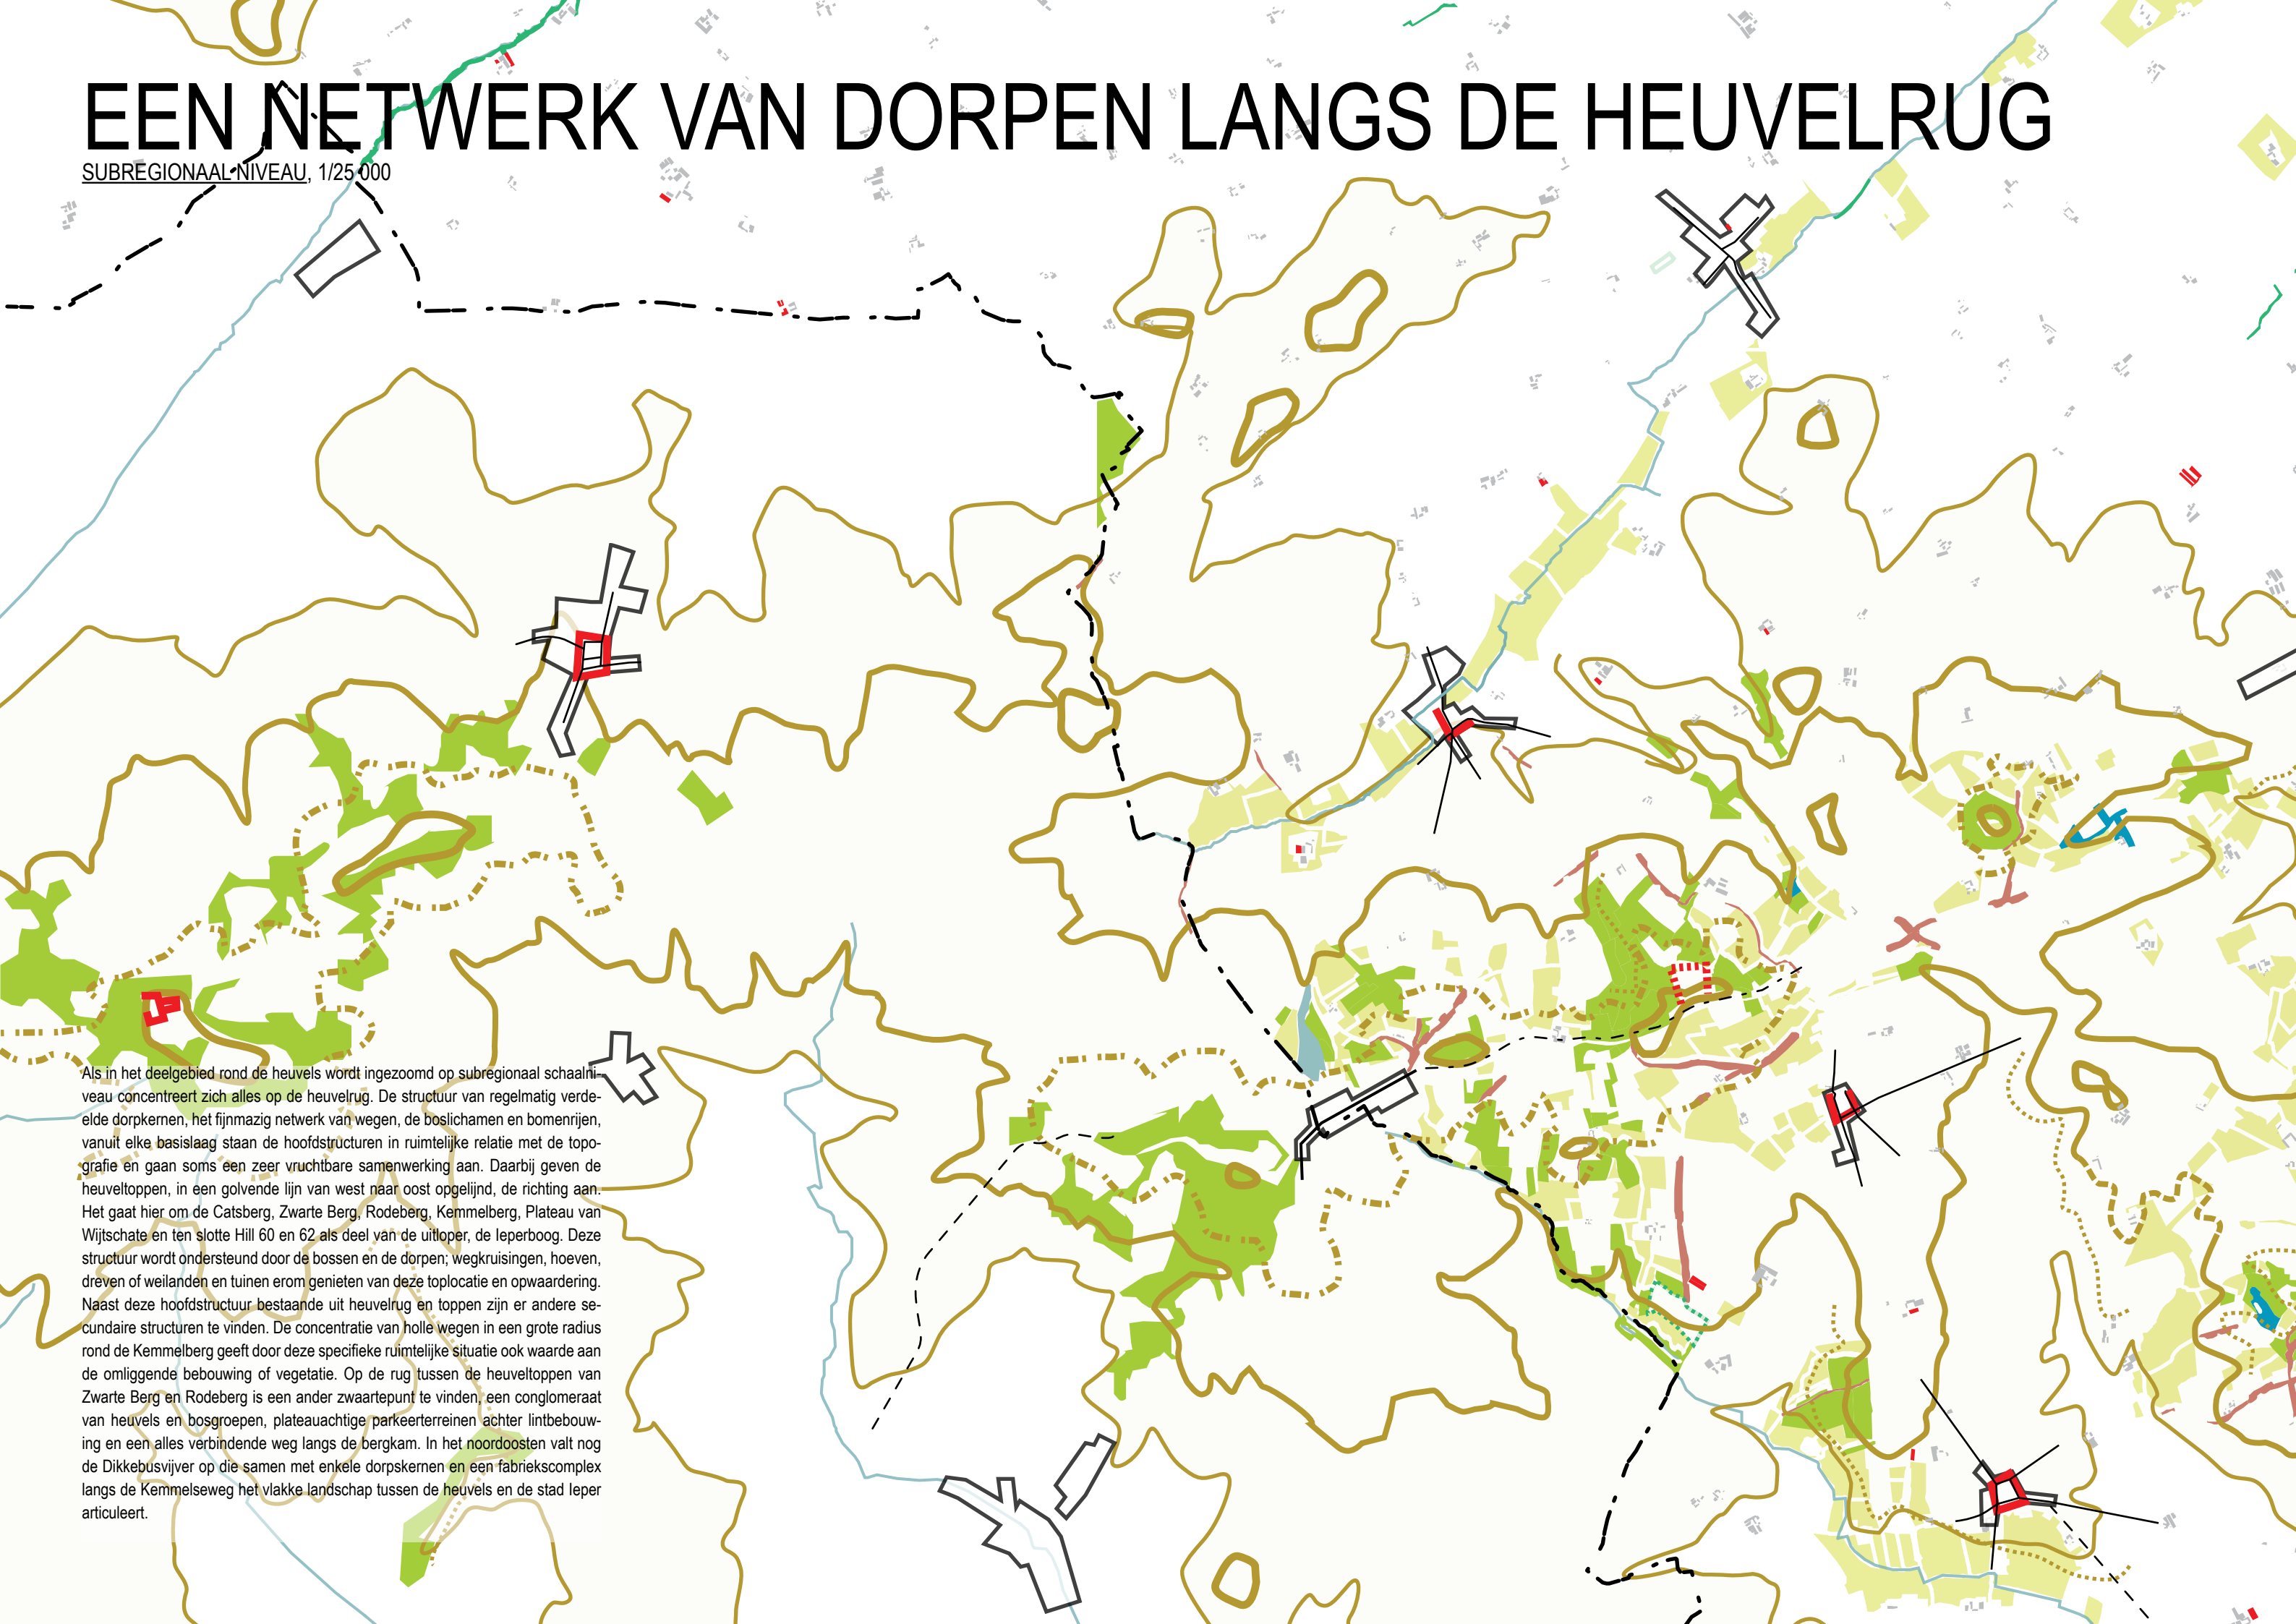 EEN NETWERK VAN DORPEN LANGS DE HEUVELRUG
SUBREGIONAAL NIVEAU, 1/25 000
Als in het deelgebied rond de heuvels wordt ingezoomd op subregionaal schaalni-
veau concentreert zich alles op de heuvelrug. De structuur van regelmatig verde-
elde dorpkernen, het fijnmazig netwerk van wegen, de boslichamen en bomenrijen,
vanuit elke basislaag staan de hoofdstructuren in ruimtelijke relatie met de topo-
grafie en gaan soms een zeer vruchtbare samenwerking aan. Daarbij geven de
heuveltoppen, in een golvende lijn van west naar oost opgelijnd, de richting aan.
Het gaat hier om de Catsberg, Zwarte Berg, Rodeberg, Kemmelberg, Plateau van
Wijtschate en ten slotte Hill 60 en 62 als deel van de uitloper, de Ieperboog. Deze
structuur wordt ondersteund door de bossen en de dorpen; wegkruisingen, hoeven,
dreven of weilanden en tuinen erom genieten van deze toplocatie en opwaardering.
Naast deze hoofdstructuur bestaande uit heuvelrug en toppen zijn er andere se-
cundaire structuren te vinden. De concentratie van holle wegen in een grote radius
rond de Kemmelberg geeft door deze specifieke ruimtelijke situatie ook waarde aan
de omliggende bebouwing of vegetatie. Op de rug tussen de heuveltoppen van
Zwarte Berg en Rodeberg is een ander zwaartepunt te vinden, een conglomeraat
van heuvels en bosgroepen, plateauachtige parkeerterreinen achter lintbebouw-
ing en een alles verbindende weg langs de bergkam. In het noordoosten valt nog
de Dikkebusvijver op die samen met enkele dorpskernen en een fabriekscomplex
langs de Kemmelseweg het vlakke landschap tussen de heuvels en de stad Ieper
articuleert.